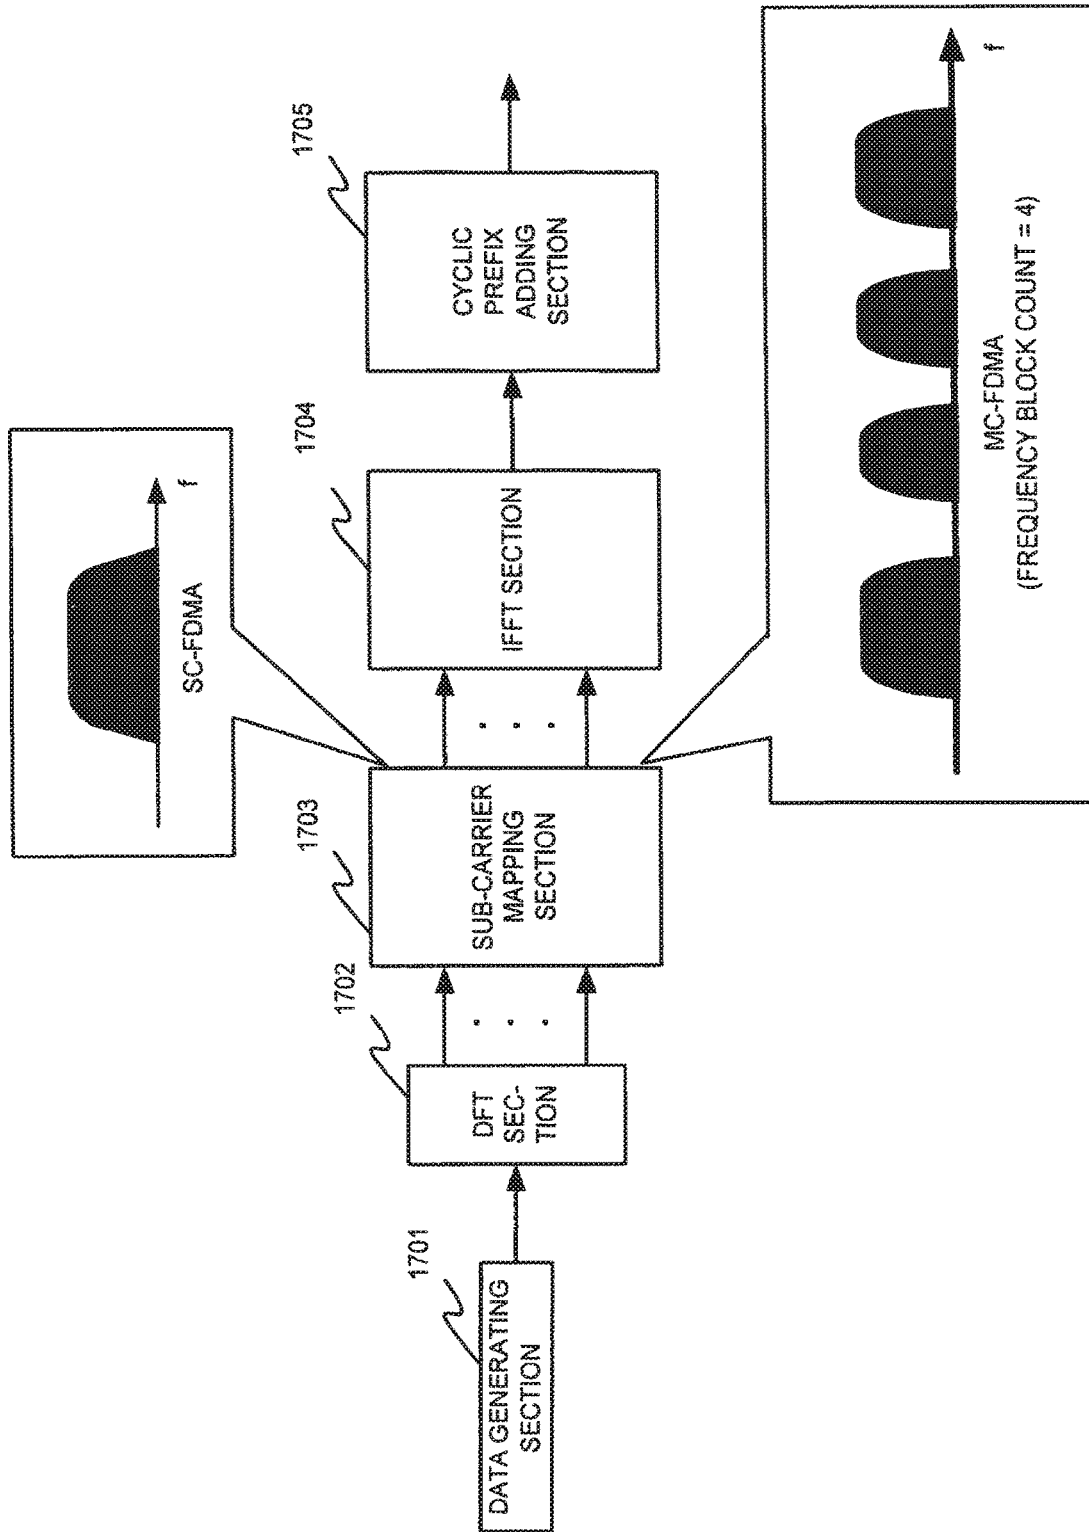 SC-FDMA
f
1701
DATA GENERATING
SECTION
1702
DFT
SEC-
TION
. . .
1703
SUB-CARRIER
MAPPING
SECTION
. . .
1704
IFFT SECTION
1705
CYCLIC
PREFIX
ADDING
SECTION
f
MC-FDMA
(FREQUENCY BLOCK COUNT = 4)